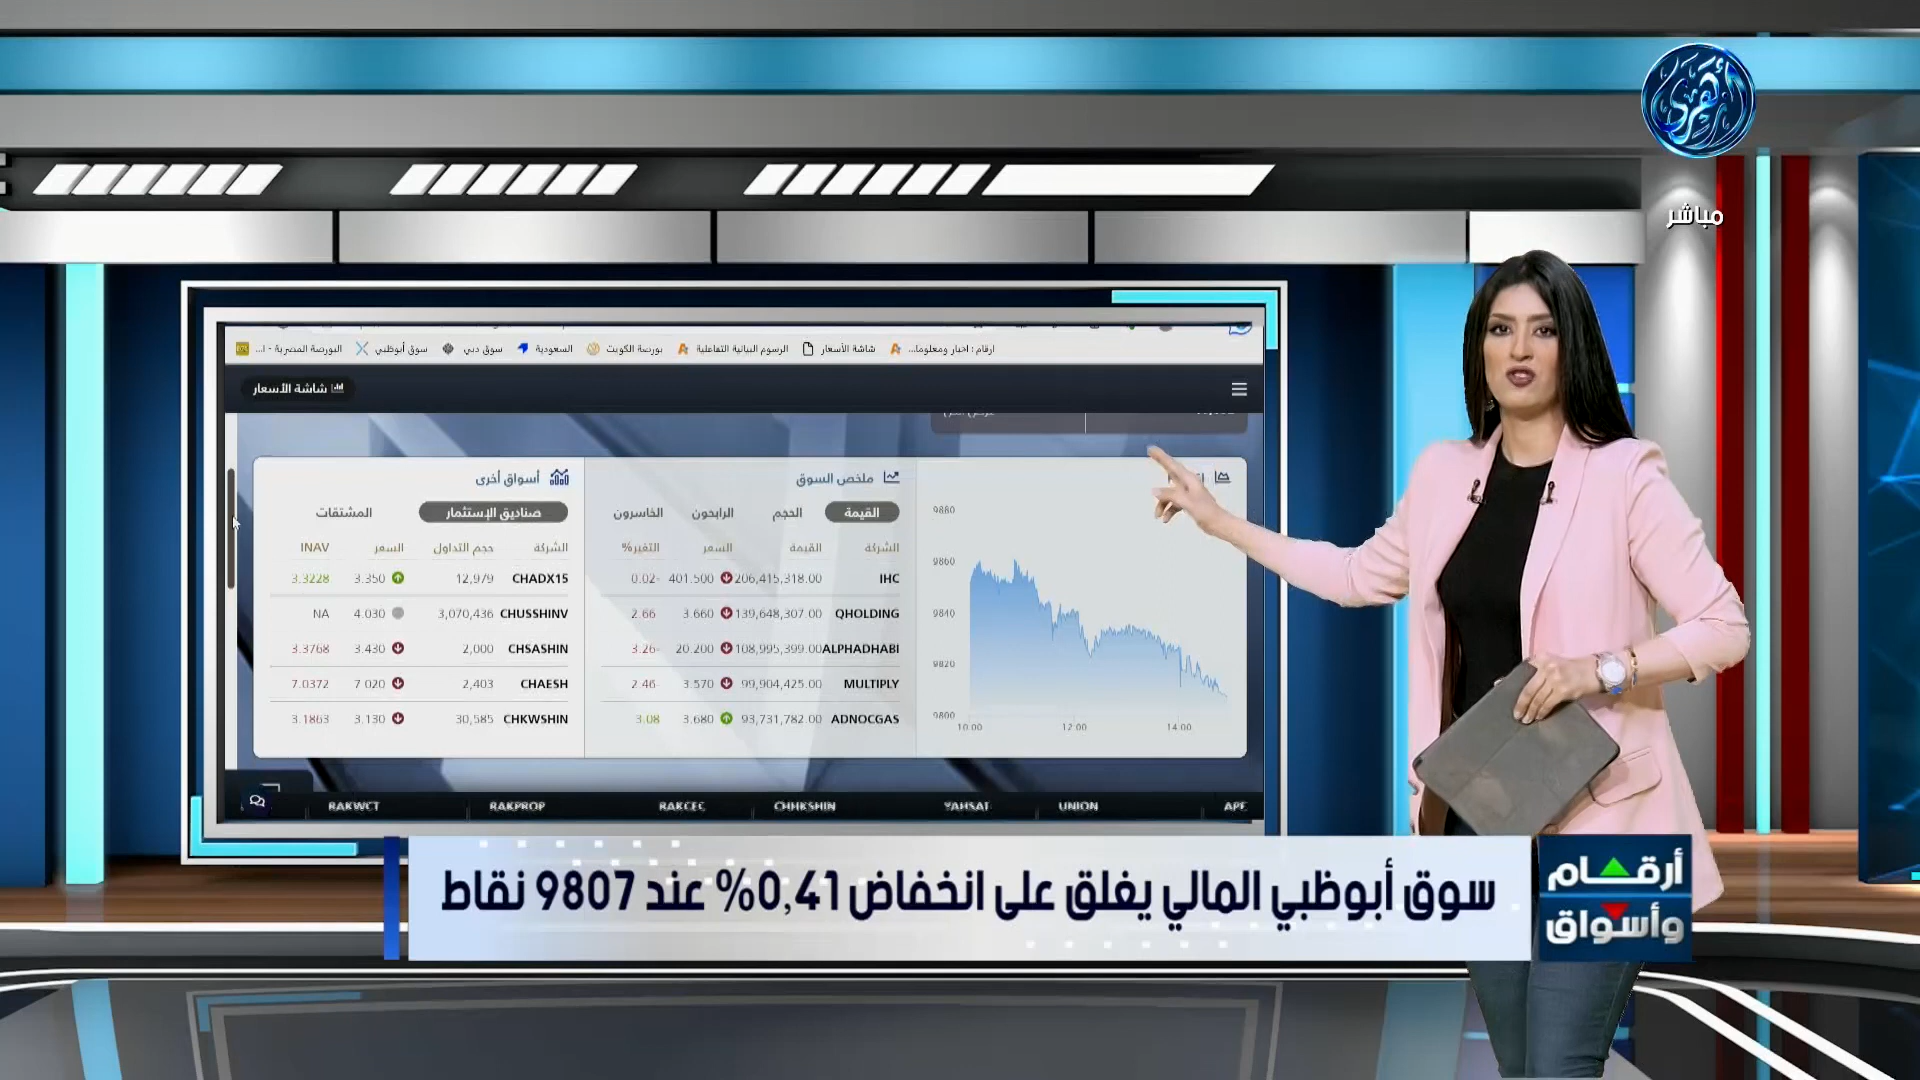 القرى
مباشر
البورصة المصرية - ا...
سوق أبوظبي
سوق دبي
السعودية
بورصة الكويت
الرسوم البيانية التفاعلية
شاشة الأسعار
ارقام : اخبار ومعلوما...
شاشة الأسعار
أسواق أخرى
صناديق الإستثمار المشتقات
الشركة حجم التداول السعر INAV
CHADX15 12,979 3.350 3.3228
CHUSSHINV 3,070,436 4.030 NA
CHSASHIN 2,000 3.430 3.3768
CHAESH 2,403 7.020 7.0372
CHKWSHIN 30,585 3.130 3.1863
ملخص السوق
القيمة الحجم الرابحون الخاسرون
الشركة القيمة السعر التغير%
IHC 206,415,318.00 401.500 0.02-
QHOLDING 139,648,307.00 3.660 2.66
ALPHADHABI 108,995,399.00 20.200 3.26-
MULTIPLY 99,904,425.00 3.570 2.46-
ADNOCGAS 93,731,782.00 3.680 3.08
9880
9860
9840
9820
9800
10:00 12:00 14:00
RAKWCT RAKPROP RAKCEC CHHKSHIN YAHSAT UNION
سوق أبوظبي المالي يغلق على انخفاض 0,41% عند 9807 نقاط
أرقام
وأسواق